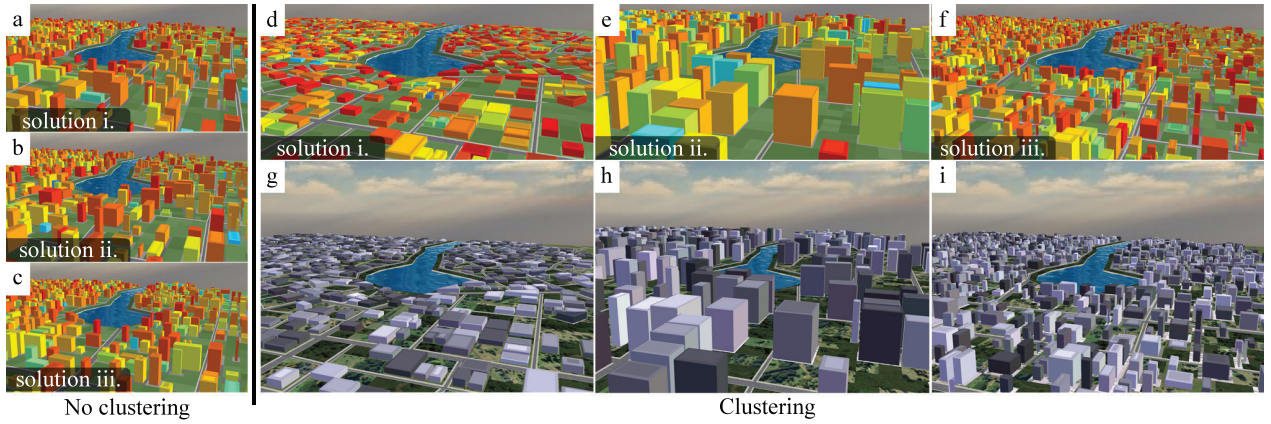 a
solution i.
b
solution ii.
c
solution iii.
No clustering
d
solution i.
e
solution ii.
f
solution iii.
g
h
i
Clustering